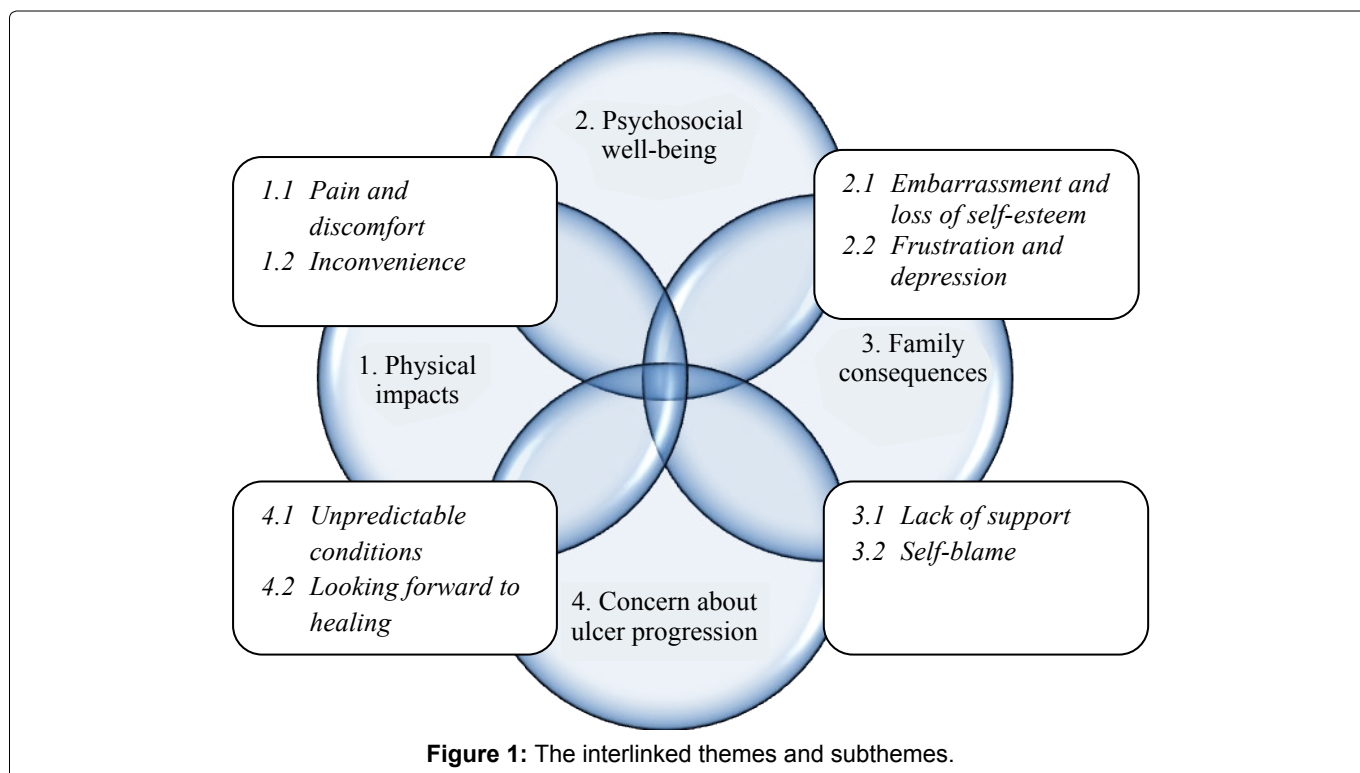 2. Psychosocial
well-being
1.1 Pain and
discomfort
1.2 Inconvenience
2.1 Embarrassment and
loss of self-esteem
2.2 Frustration and
depression
1. Physical
impacts
3. Family
consequences
4.1 Unpredictable
conditions
4.2 Looking forward to
healing
3.1 Lack of support
3.2 Self-blame
4. Concern about
ulcer progression
Figure 1: The interlinked themes and subthemes.